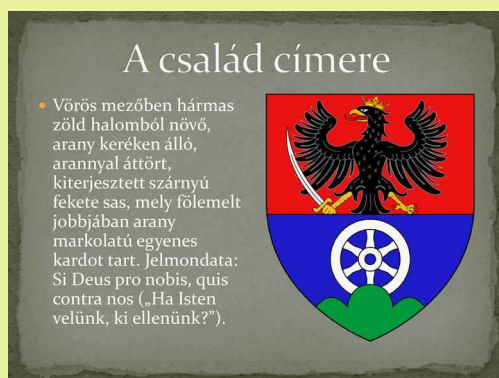 A család címere
Vörös mezőben hármas
zöld halomból növő,
arany keréken álló,
arannyal áttört,
kiterjesztett szárnyú
fekete sas, mely fölemelt
jobbjában arany
markolatú egyenes
kardot tart. Jelmondata:
Si Deus pro nobis, quis
contra nos („Ha Isten
velünk, ki ellenünk?”).